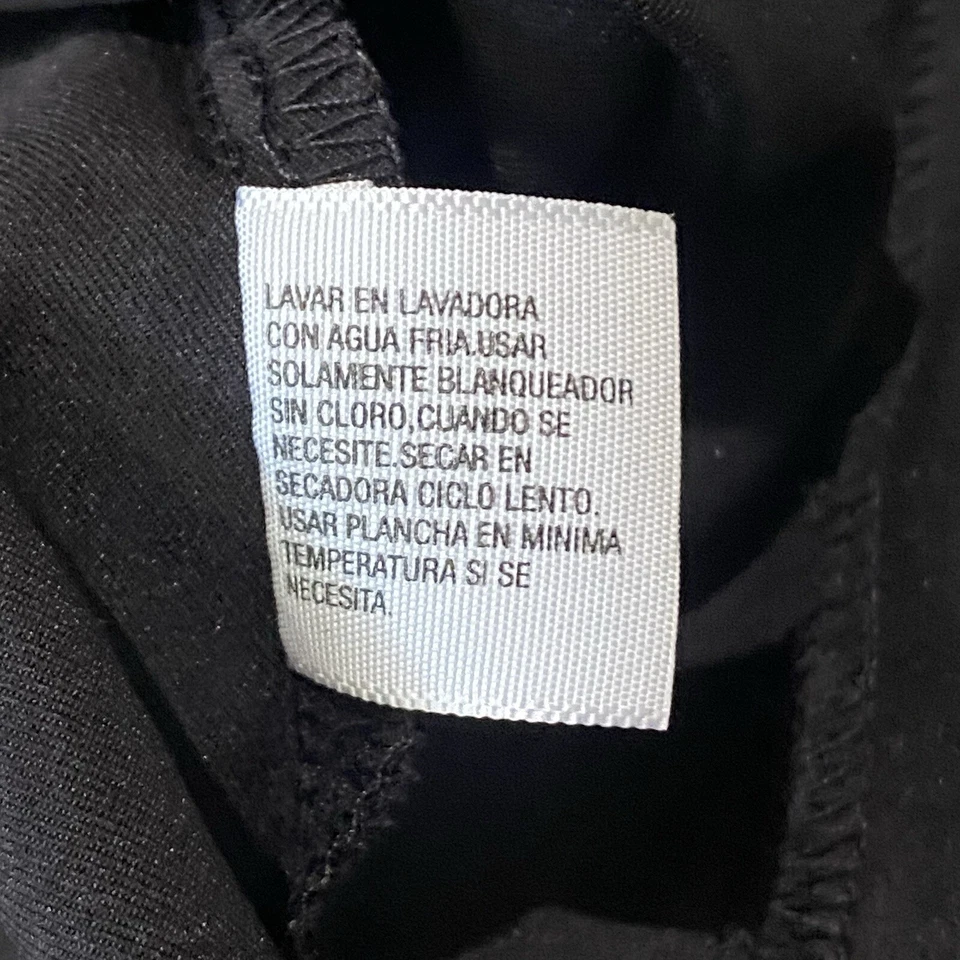 LAVAR EN LAVADORA
CON AGUA FRIA.USAR
SOLAMENTE BLANQUEADOR
SIN CLORO,CUANDO SE
NECESITE.SECAR EN
SECADORA CICLO LENTO.
USAR PLANCHA EN MINIMA
TEMPERATURA SI SE
NECESITA.